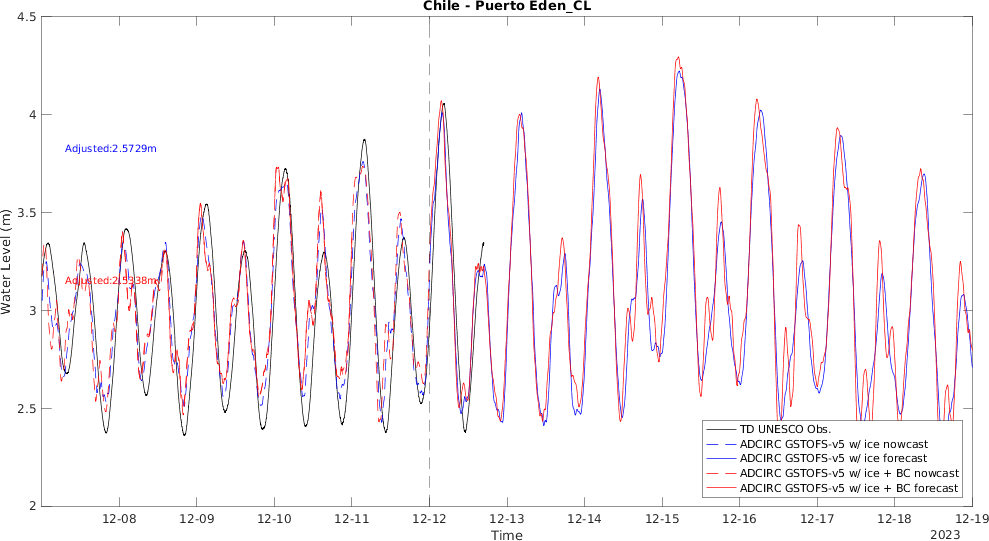 Chile - Puerto Eden_CL
4.5
4
3.5
3
2.5
2
Water Level (m)
Adjusted:2.5729m
Adjusted:2.5338m
TD UNESCO Obs.
ADCIRC GSTOFS-v5 w/ ice nowcast
ADCIRC GSTOFS-v5 w/ ice forecast
ADCIRC GSTOFS-v5 w/ ice + BC nowcast
ADCIRC GSTOFS-v5 w/ ice + BC forecast
12-08 12-09 12-10 12-11 12-12 12-13 12-14 12-15 12-16 12-17 12-18 12-19
Time
2023